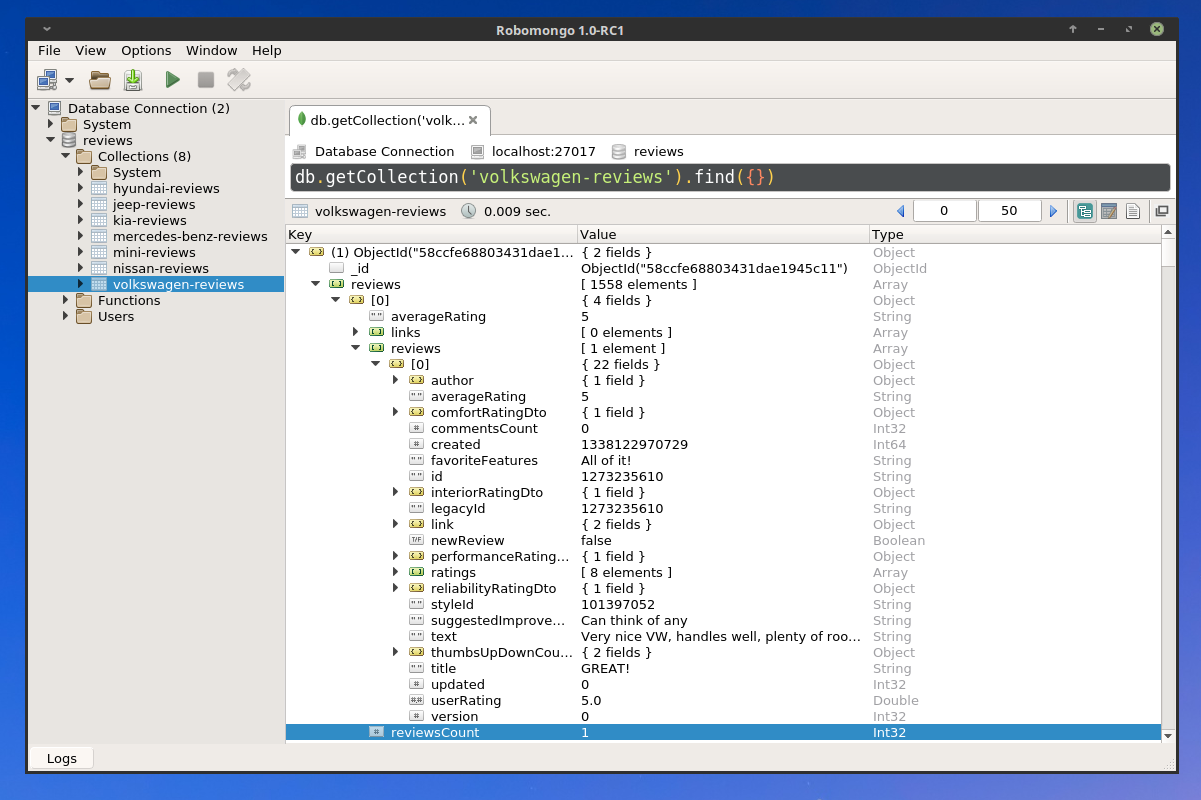 Robomongo 1.0-RC1
File View Options Window Help
Database Connection (2)
System
reviews
Collections (8)
System
hyundai-reviews
jeep-reviews
kia-reviews
mercedes-benz-reviews
mini-reviews
nissan-reviews
volkswagen-reviews
Functions
Users
db.getCollection('volk...
Database Connection localhost:27017 reviews
db.getCollection('volkswagen-reviews').find({})
volkswagen-reviews 0.009 sec. 0 50
Key Value Type
(1) ObjectId("58ccfe68803431dae1... { 2 fields } Object
_id ObjectId("58ccfe68803431dae1945c11") ObjectId
reviews [ 1558 elements ] Array
[0] { 4 fields } Object
averageRating 5 String
links [ 0 elements ] Array
reviews [ 1 element ] Array
[0] { 22 fields } Object
author { 1 field } Object
averageRating 5 String
comfortRatingDto { 1 field } Object
commentsCount 0 Int32
created 1338122970729 Int64
favoriteFeatures All of it! String
id 1273235610 String
interiorRatingDto { 1 field } Object
legacyId 1273235610 String
link { 2 fields } Object
newReview false Boolean
performanceRating... { 1 field } Object
ratings [ 8 elements ] Array
reliabilityRatingDto { 1 field } Object
styleId 101397052 String
suggestedImprove... Can think of any String
text Very nice VW, handles well, plenty of roo... String
thumbsUpDownCou... { 2 fields } Object
title GREAT! String
updated 0 Int32
userRating 5.0 Double
version 0 Int32
reviewsCount 1 Int32
Logs